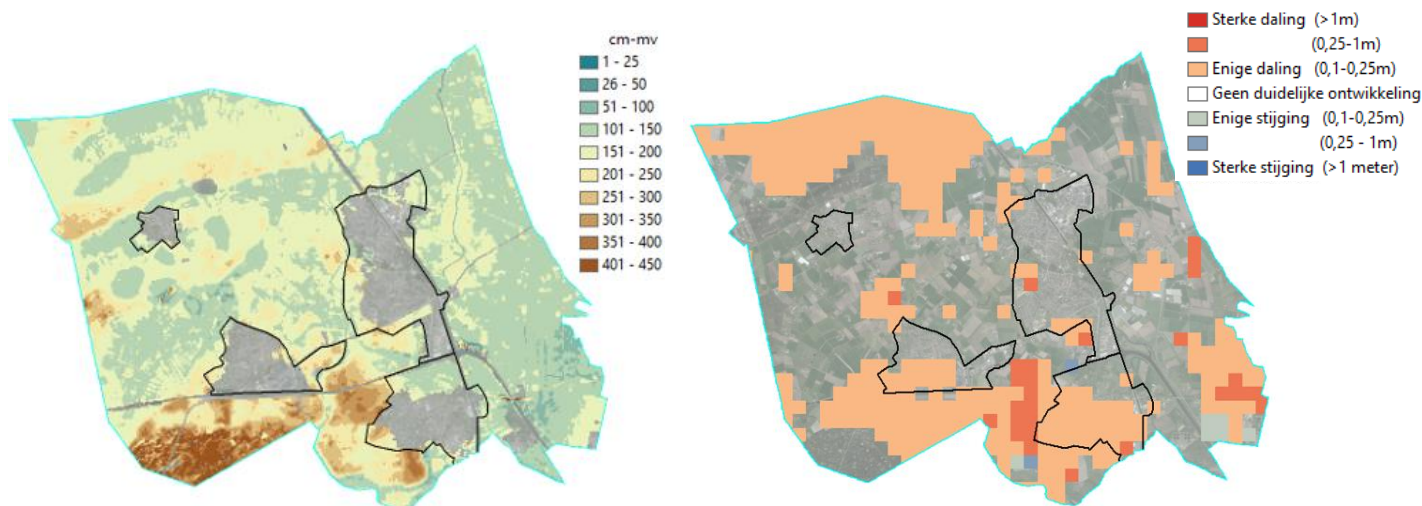 cm-mv
1 - 25
26 - 50
51 - 100
101 - 150
151 - 200
201 - 250
251 - 300
301 - 350
351 - 400
401 - 450
Sterke daling (>1m)
(0,25-1m)
Enige daling (0,1-0,25m)
Geen duidelijke ontwikkeling
Enige stijging (0,1-0,25m)
(0,25 - 1m)
Sterke stijging (>1 meter)